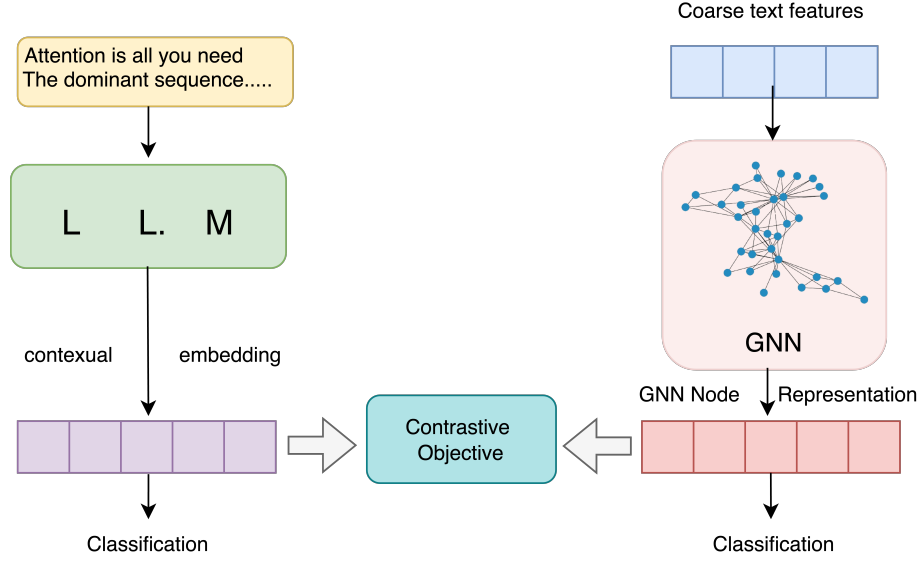 Coarse text features
Attention is all you need
The dominant sequence.....
L L. M
GNN
contexual embedding
GNN Node Representation
Contrastive
Objective
Classification
Classification